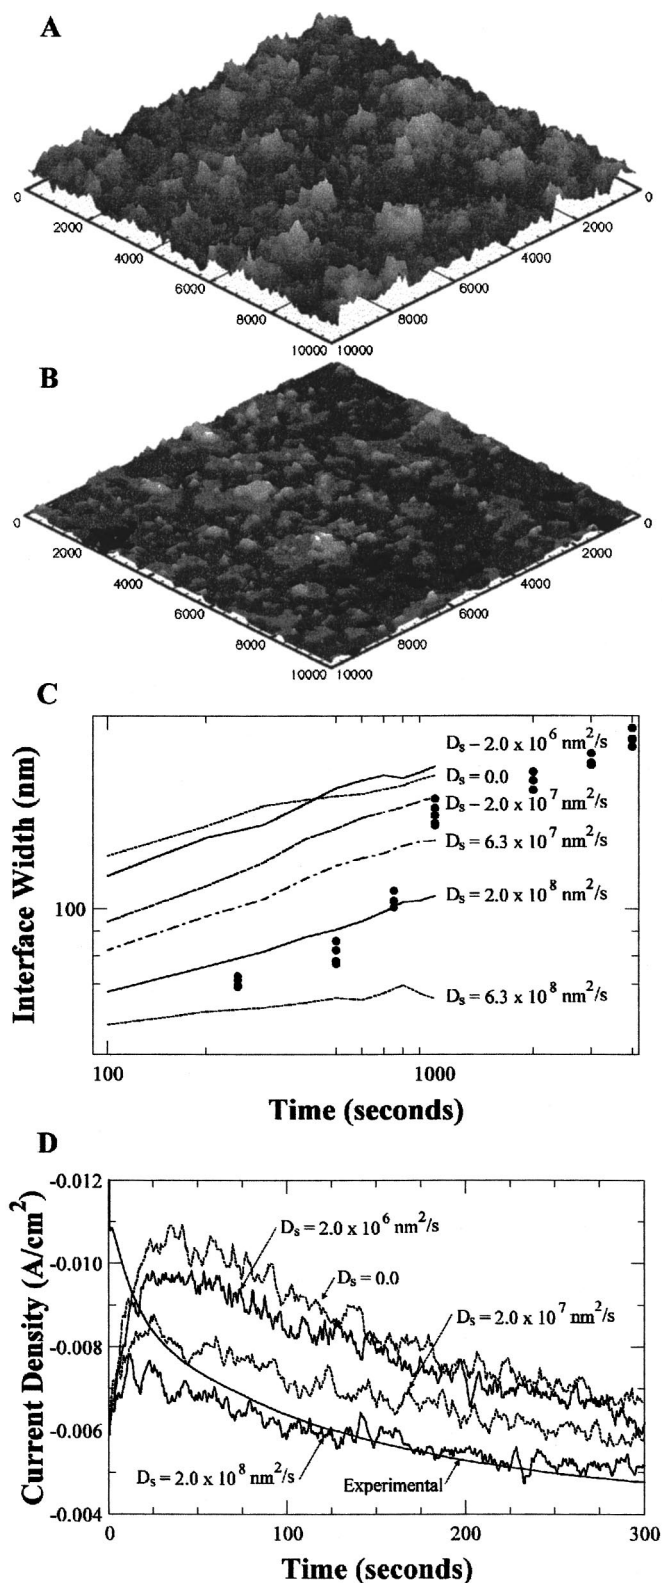 A
0
0
2000
2000
4000
4000
6000
6000
8000
8000
10000 10000
B
0
0
2000
2000
4000
4000
6000
6000
8000
8000
10000 10000
C
Interface Width (nm)
100
D_s – 2.0 x 10^6 nm^2/s
D_s = 0.0
D_s – 2.0 x 10^7 nm^2/s
D_s = 6.3 x 10^7 nm^2/s
D_s = 2.0 x 10^8 nm^2/s
D_s = 6.3 x 10^8 nm^2/s
100 1000
Time (seconds)
D
Current Density (A/cm^2)
-0.012
-0.010
-0.008
-0.006
-0.004
D_s = 2.0 x 10^6 nm^2/s
D_s = 0.0
D_s = 2.0 x 10^7 nm^2/s
D_s = 2.0 x 10^8 nm^2/s
Experimental
0 100 200 300
Time (seconds)